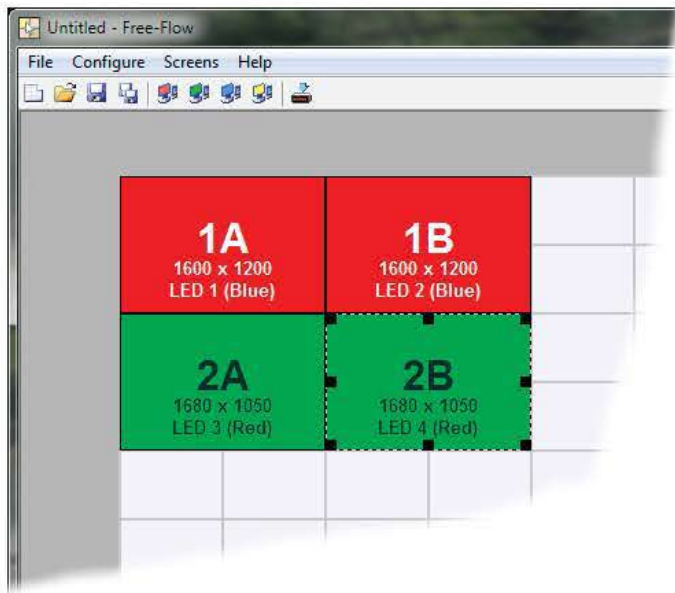 Untitled - Free-Flow
File Configure Screens Help
1A
1600 x 1200
LED 1 (Blue)
1B
1600 x 1200
LED 2 (Blue)
2A
1680 x 1050
LED 3 (Red)
2B
1680 x 1050
LED 4 (Red)